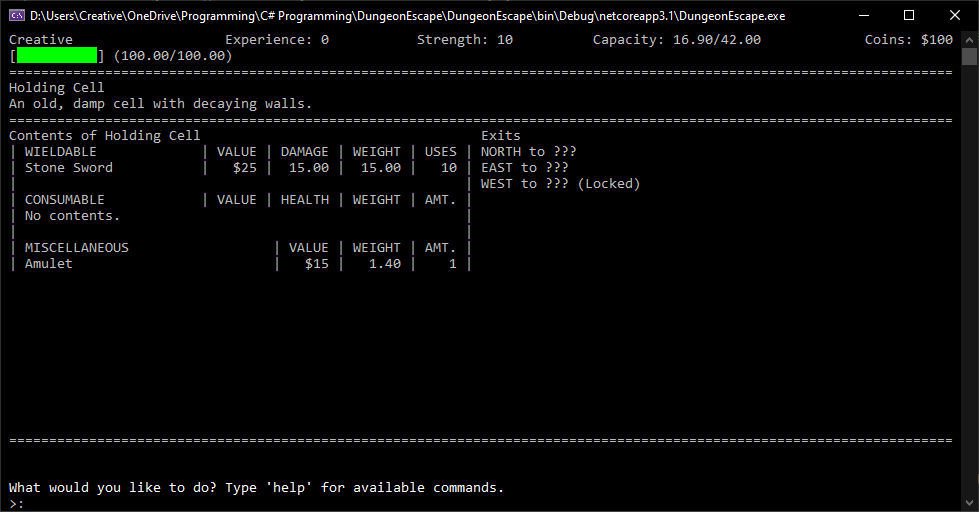 D:\Users\Creative\OneDrive\Programming\C# Programming\DungeonEscape\DungeonEscape\bin\Debug\netcoreapp3.1\DungeonEscape.exe
Creative Experience: 0 Strength: 10 Capacity: 16.90/42.00 Coins: $100
[ ] (100.00/100.00)
======================================================================================================================
Holding Cell
An old, damp cell with decaying walls.
======================================================================================================================
Contents of Holding Cell Exits
| WIELDABLE | VALUE | DAMAGE | WEIGHT | USES | NORTH to ???
| Stone Sword | $25 | 15.00 | 15.00 | 10 | EAST to ???
| | WEST to ??? (Locked)
| CONSUMABLE | VALUE | HEALTH | WEIGHT | AMT. |
| No contents. |
| |
| MISCELLANEOUS | VALUE | WEIGHT | AMT. |
| Amulet | $15 | 1.40 | 1 |
======================================================================================================================
What would you like to do? Type 'help' for available commands.
>: